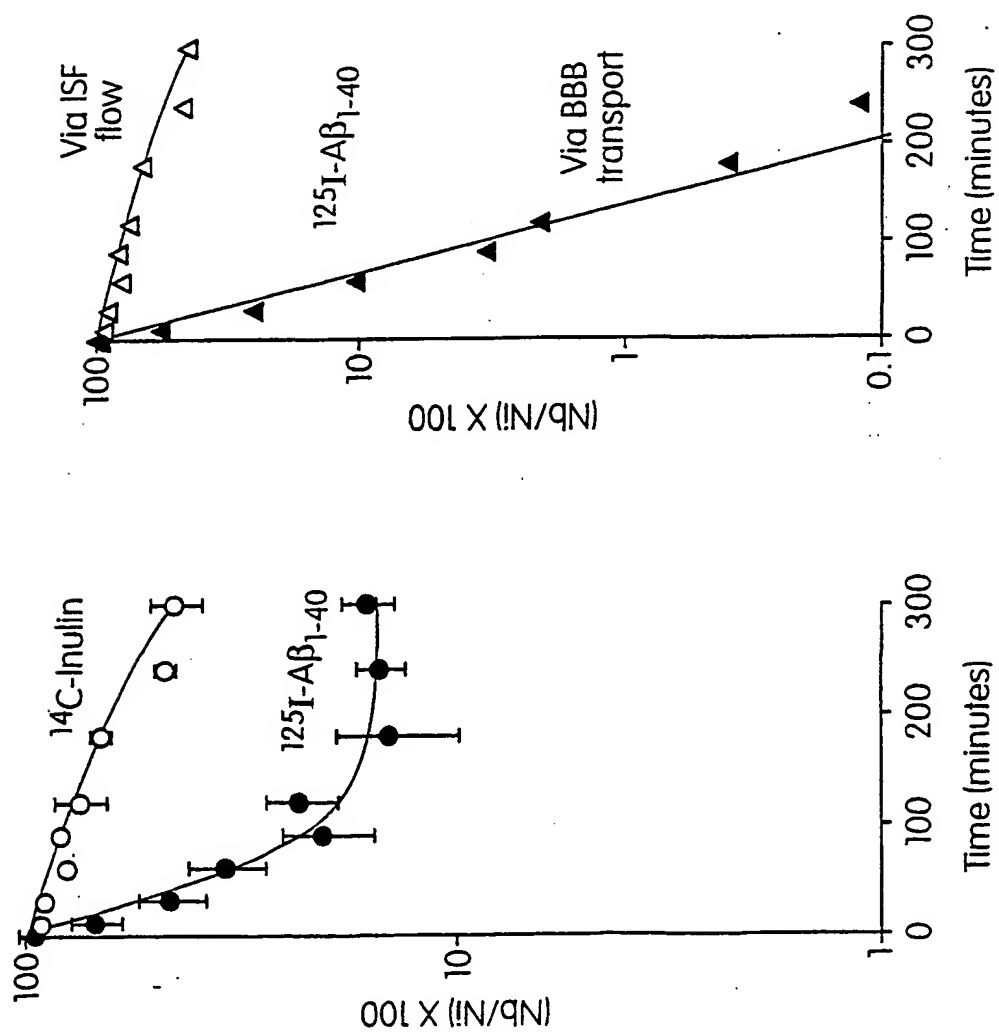 100
10
1
(Nb/Ni) X 100
14C-Inulin
125I-Aβ1-40
0
100
200
300
Time (minutes)
100
10
1
0.1
(Nb/Ni) X 100
Via ISF
flow
125I-Aβ1-40
Via BBB
transport
0
100
200
300
Time (minutes)